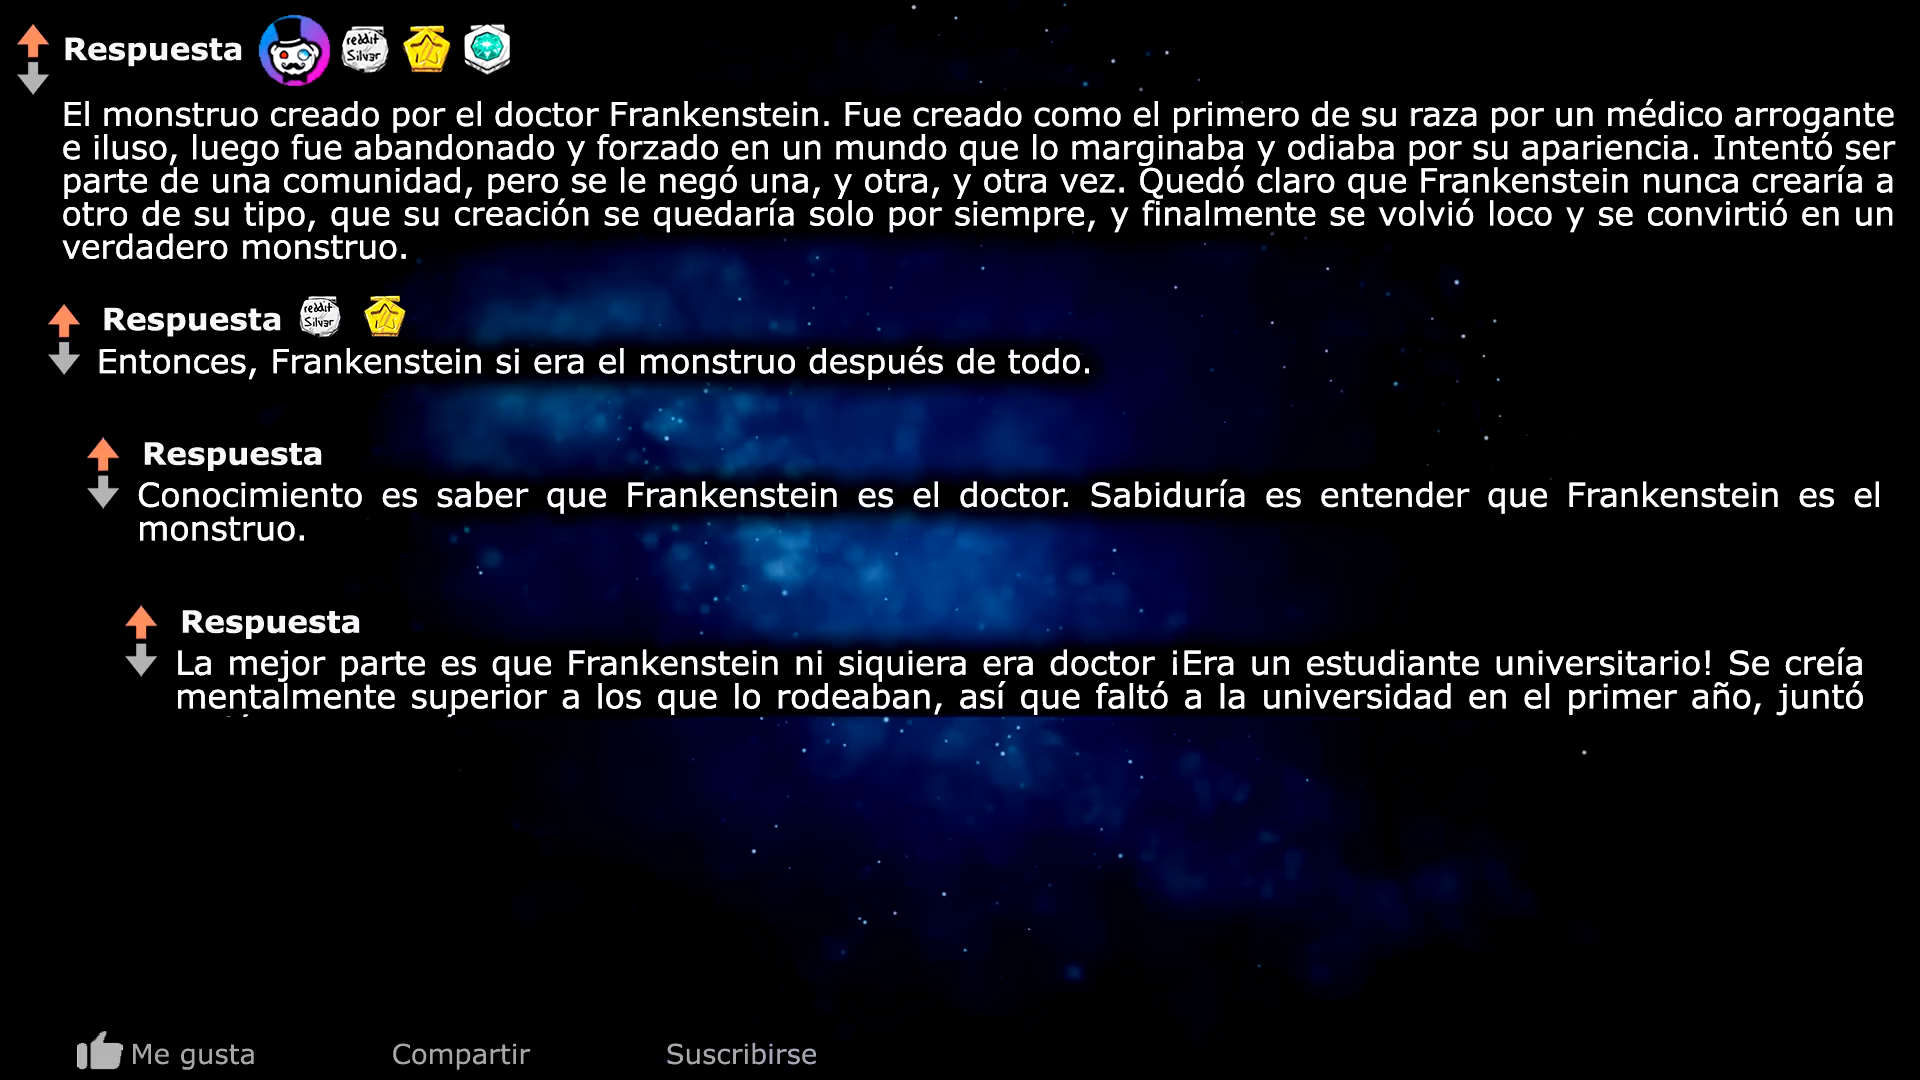 Respuesta reddit Silver
El monstruo creado por el doctor Frankenstein. Fue creado como el primero de su raza por un médico arrogante
e iluso, luego fue abandonado y forzado en un mundo que lo marginaba y odiaba por su apariencia. Intentó ser
parte de una comunidad, pero se le negó una, y otra, y otra vez. Quedó claro que Frankenstein nunca crearía a
otro de su tipo, que su creación se quedaría solo por siempre, y finalmente se volvió loco y se convirtió en un
verdadero monstruo.
Respuesta reddit Silver
Entonces, Frankenstein si era el monstruo después de todo.
Respuesta
Conocimiento es saber que Frankenstein es el doctor. Sabiduría es entender que Frankenstein es el
monstruo.
Respuesta
La mejor parte es que Frankenstein ni siquiera era doctor ¡Era un estudiante universitario! Se creía
mentalmente superior a los que lo rodeaban, así que faltó a la universidad en el primer año, juntó
Me gusta Compartir Suscribirse